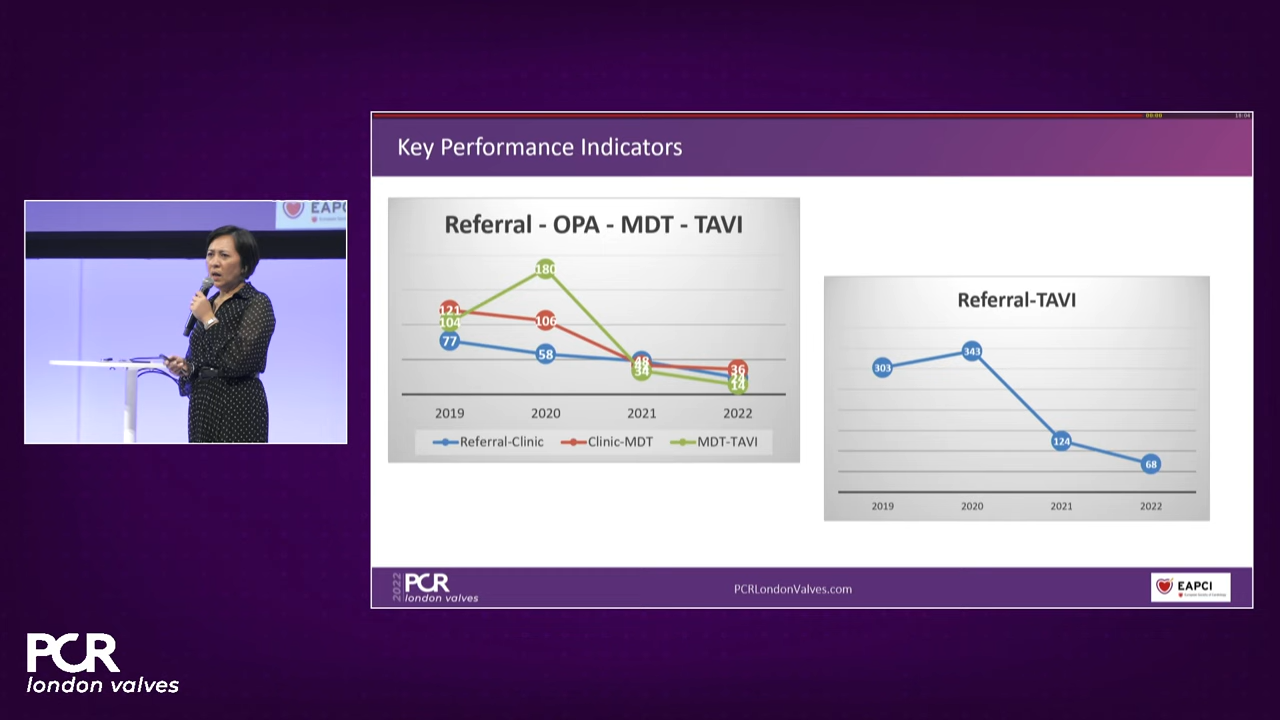 EAPC
Key Performance Indicators
Referral - OPA - MDT - TAVI
180
121
104
106
77
58
48
34
36
24
14
2019 2020 2021 2022
Referral-Clinic Clinic-MDT MDT-TAVI
Referral-TAVI
303
343
124
68
2019 2020 2021 2022
2022
PCR
london valves
PCRLondonValves.com
EAPCI
PCR
london valves